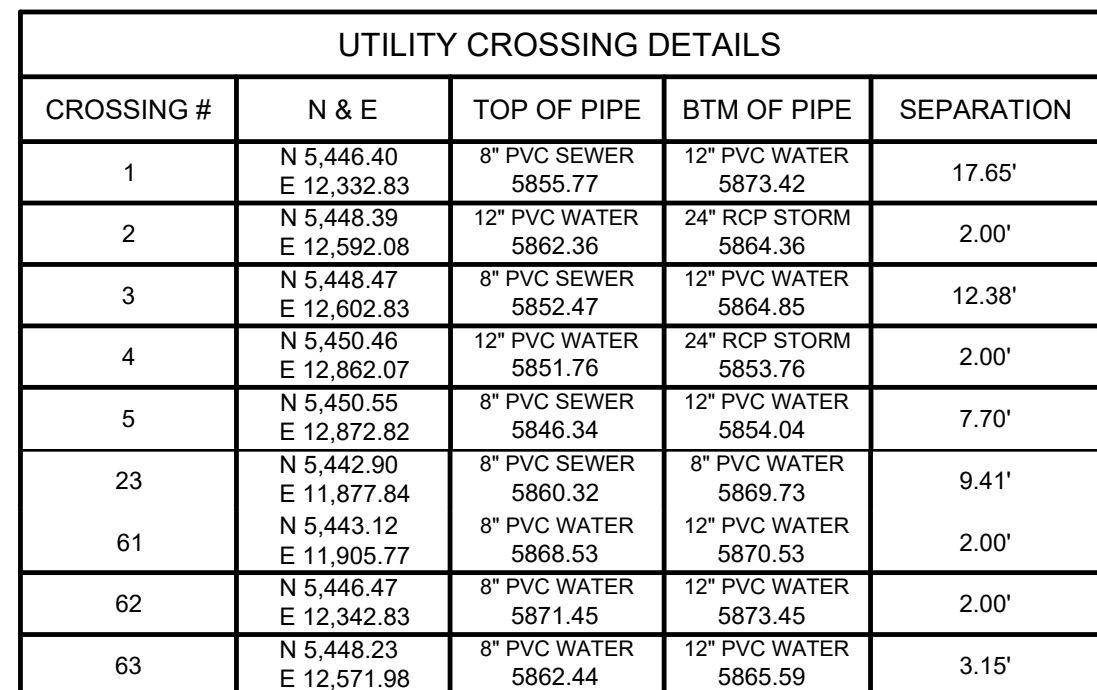 UTILITY CROSSING DETAILS
CROSSING # N & E TOP OF PIPE BTM OF PIPE SEPARATION
1 N 5,446.40 E 12,332.83 8" PVC SEWER 5855.77 12" PVC WATER 5873.42 17.65'
2 N 5,448.39 E 12,592.08 12" PVC WATER 5862.36 24" RCP STORM 5864.36 2.00'
3 N 5,448.47 E 12,602.83 8" PVC SEWER 5852.47 12" PVC WATER 5864.85 12.38'
4 N 5,450.46 E 12,862.07 12" PVC WATER 5851.76 24" RCP STORM 5853.76 2.00'
5 N 5,450.55 E 12,872.82 8" PVC SEWER 5846.34 12" PVC WATER 5854.04 7.70'
23 N 5,442.90 E 11,877.84 8" PVC SEWER 5860.32 8" PVC WATER 5869.73 9.41'
61 N 5,443.12 E 11,905.77 8" PVC WATER 5868.53 12" PVC WATER 5870.53 2.00'
62 N 5,446.47 E 12,342.83 8" PVC WATER 5871.45 12" PVC WATER 5873.45 2.00'
63 N 5,448.23 E 12,571.98 8" PVC WATER 5862.44 12" PVC WATER 5865.59 3.15'